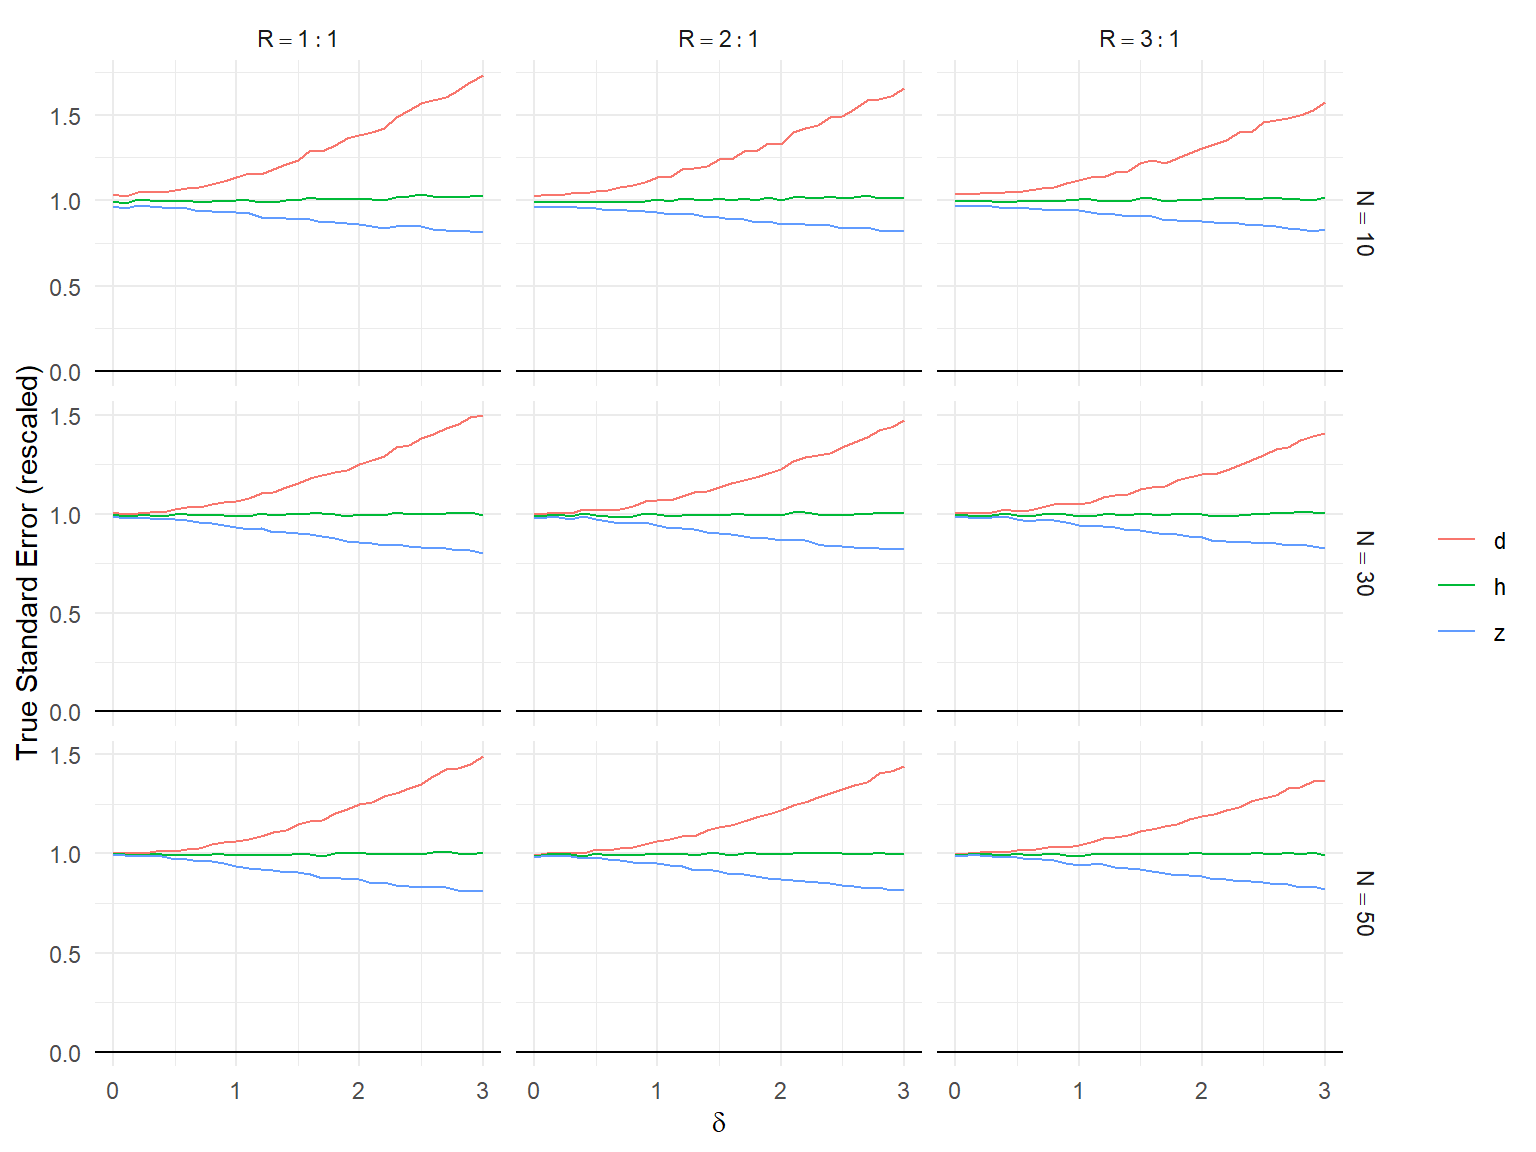 R = 1 : 1
R = 2 : 1
R = 3 : 1
1.5
1.0
0.5
0.0
N = 10
1.5
1.0
0.5
0.0
N = 30
1.5
1.0
0.5
0.0
N = 50
0 1 2 3
0 1 2 3
0 1 2 3
δ
True Standard Error (rescaled)
d
h
z